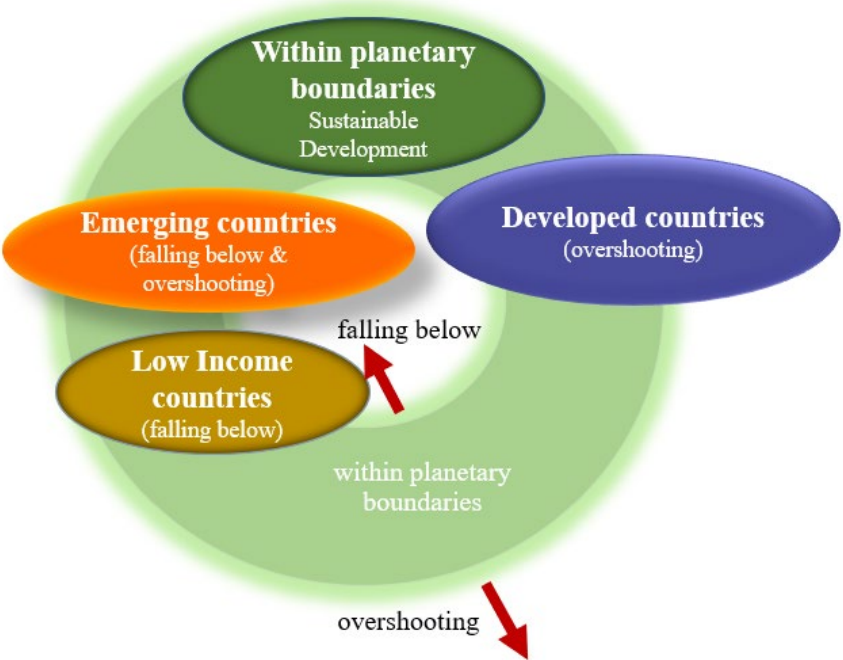 Within planetary
boundaries
Sustainable
Development
Emerging countries
(falling below &
overshooting)
Developed countries
(overshooting)
falling below
Low Income
countries
(falling below)
within planetary
boundaries
overshooting